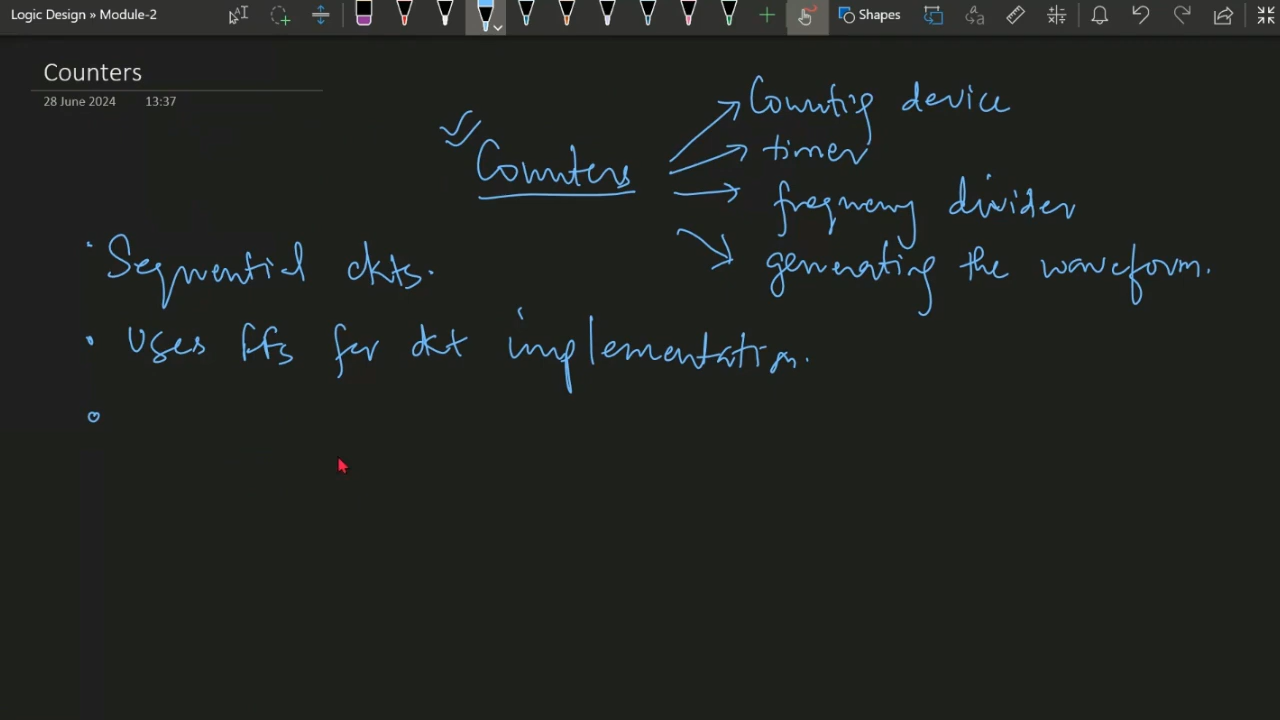 Logic Design » Module-2
Shapes
Counters
28 June 2024 13:37
Counters
Counting device
timer
frequency divider
generating the waveform.
Sequential ckts.
Uses FFs for ckt implementation.